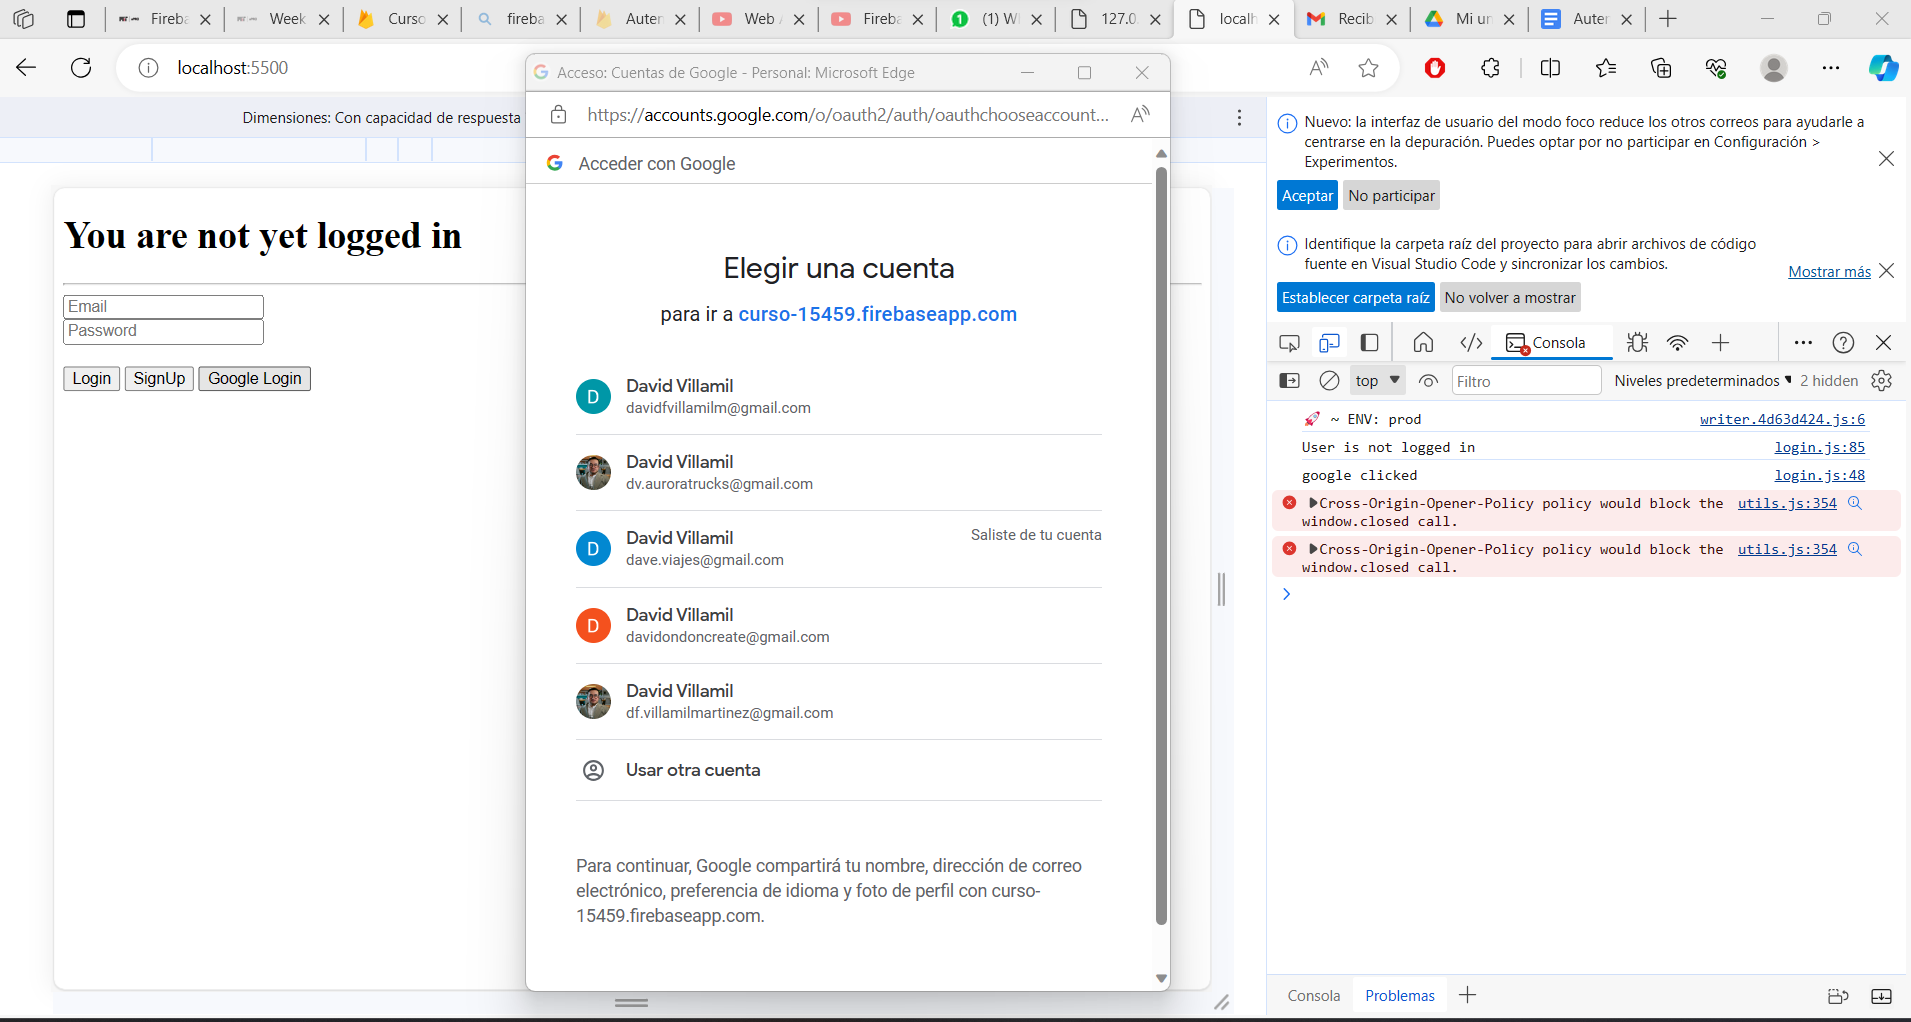 Fireba
Week
Curso
fireba
Auten
Web A
Fireba
(1) W
127.0.
localh
Recib
Mi un
Auten
localhost:5500
Acceso: Cuentas de Google - Personal: Microsoft Edge
https://accounts.google.com/o/oauth2/auth/oauthchooseaccount...
Dimensiones: Con capacidad de respuesta
Acceder con Google
You are not yet logged in
Email
Password
Login SignUp Google Login
Elegir una cuenta
para ir a curso-15459.firebaseapp.com
David Villamil
davidfvillamilm@gmail.com
David Villamil
dv.auroratrucks@gmail.com
David Villamil
Saliste de tu cuenta
dave.viajes@gmail.com
David Villamil
davidondoncreate@gmail.com
David Villamil
df.villamilmartinez@gmail.com
Usar otra cuenta
Para continuar, Google compartirá tu nombre, dirección de correo
electrónico, preferencia de idioma y foto de perfil con curso-
15459.firebaseapp.com.
Nuevo: la interfaz de usuario del modo foco reduce los otros correos para ayudarle a
centrarse en la depuración. Puedes optar por no participar en Configuración >
Experimentos.
Aceptar No participar
Identifique la carpeta raíz del proyecto para abrir archivos de código
fuente en Visual Studio Code y sincronizar los cambios.
Mostrar más
Establecer carpeta raíz No volver a mostrar
Consola
top Filtro Niveles predeterminados 2 hidden
🚀 ~ ENV: prod writer.4d63d424.js:6
User is not logged in login.js:85
google clicked login.js:48
Cross-Origin-Opener-Policy policy would block the utils.js:354
window.closed call.
Cross-Origin-Opener-Policy policy would block the utils.js:354
window.closed call.
Consola Problemas